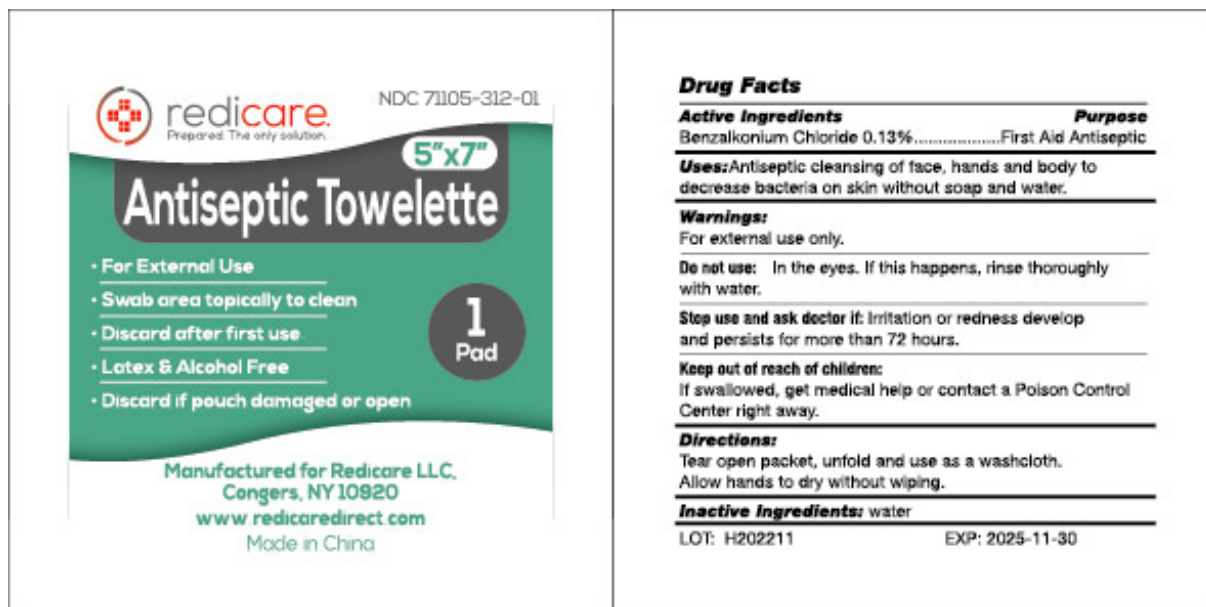 redicare.
Prepared. The only solution.
NDC 71105-312-01
5"x7"
Antiseptic Towelette
• For External Use
• Swab area topically to clean
• Discard after first use
• Latex & Alcohol Free
• Discard if pouch damaged or open
1
Pad
Manufactured for Redicare LLC,
Congers, NY 10920
www.redicaredirect.com
Made in China
Drug Facts
Active Ingredients Purpose
Benzalkonium Chloride 0.13%....................First Aid Antiseptic
Uses:Antiseptic cleansing of face, hands and body to
decrease bacteria on skin without soap and water.
Warnings:
For external use only.
Do not use: In the eyes. If this happens, rinse thoroughly
with water.
Stop use and ask doctor if: Irritation or redness develop
and persists for more than 72 hours.
Keep out of reach of children:
If swallowed, get medical help or contact a Poison Control
Center right away.
Directions:
Tear open packet, unfold and use as a washcloth.
Allow hands to dry without wiping.
Inactive Ingredients: water
LOT: H202211 EXP: 2025-11-30